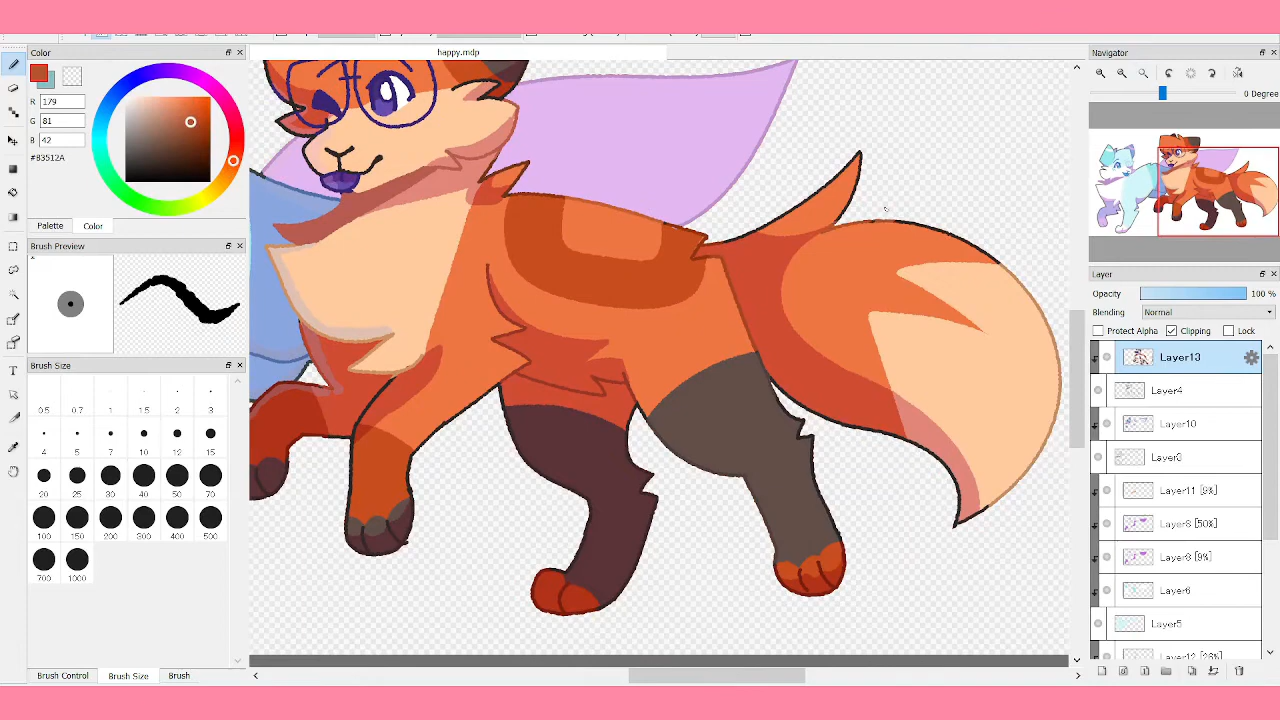 happy.mdp
Color
R 179
G 81
B 42
#B3512A
Palette Color
Brush Preview
Brush Size
0.5 0.7 1 1.5 2 3
4 5 7 10 12 15
20 25 30 40 50 70
100 150 200 300 400 500
700 1000
Brush Control Brush Size Brush
Navigator
0 Degree
Layer
Opacity 100 %
Blending Normal
Protect Alpha Clipping Lock
Layer13
Layer4
Layer10
Layer3
Layer11 [9%]
Layer6
Layer5